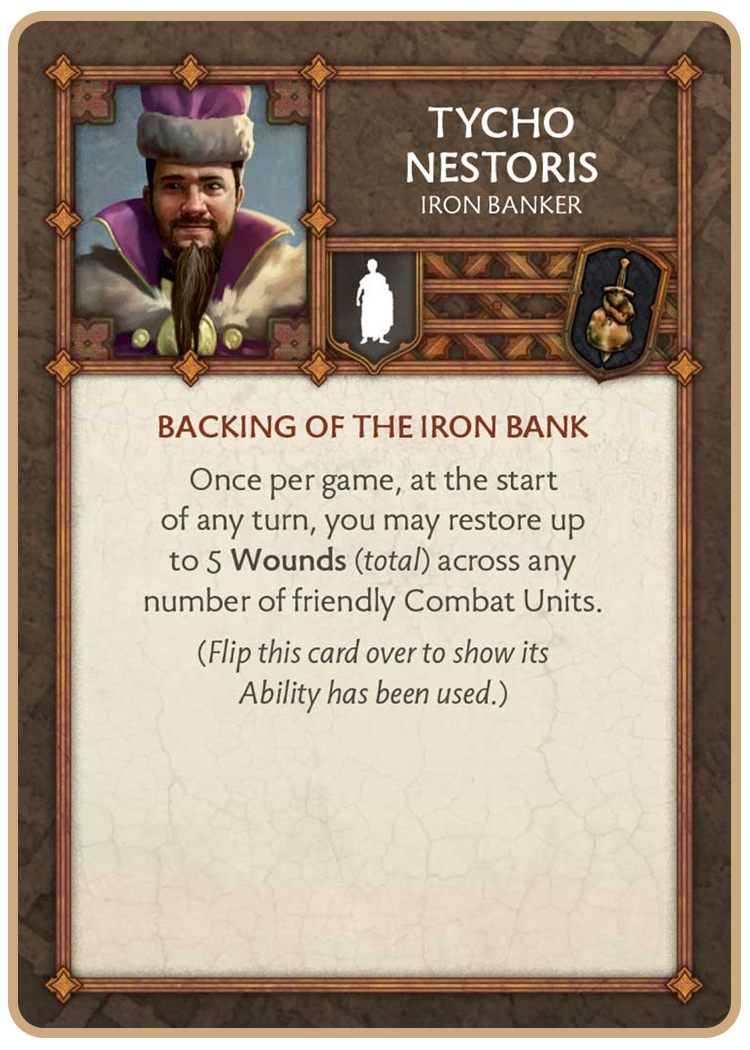 TYCHO
NESTORIS
IRON BANKER
BACKING OF THE IRON BANK
Once per game, at the start
of any turn, you may restore up
to 5 Wounds (total) across any
number of friendly Combat Units.
(Flip this card over to show its
Ability has been used.)